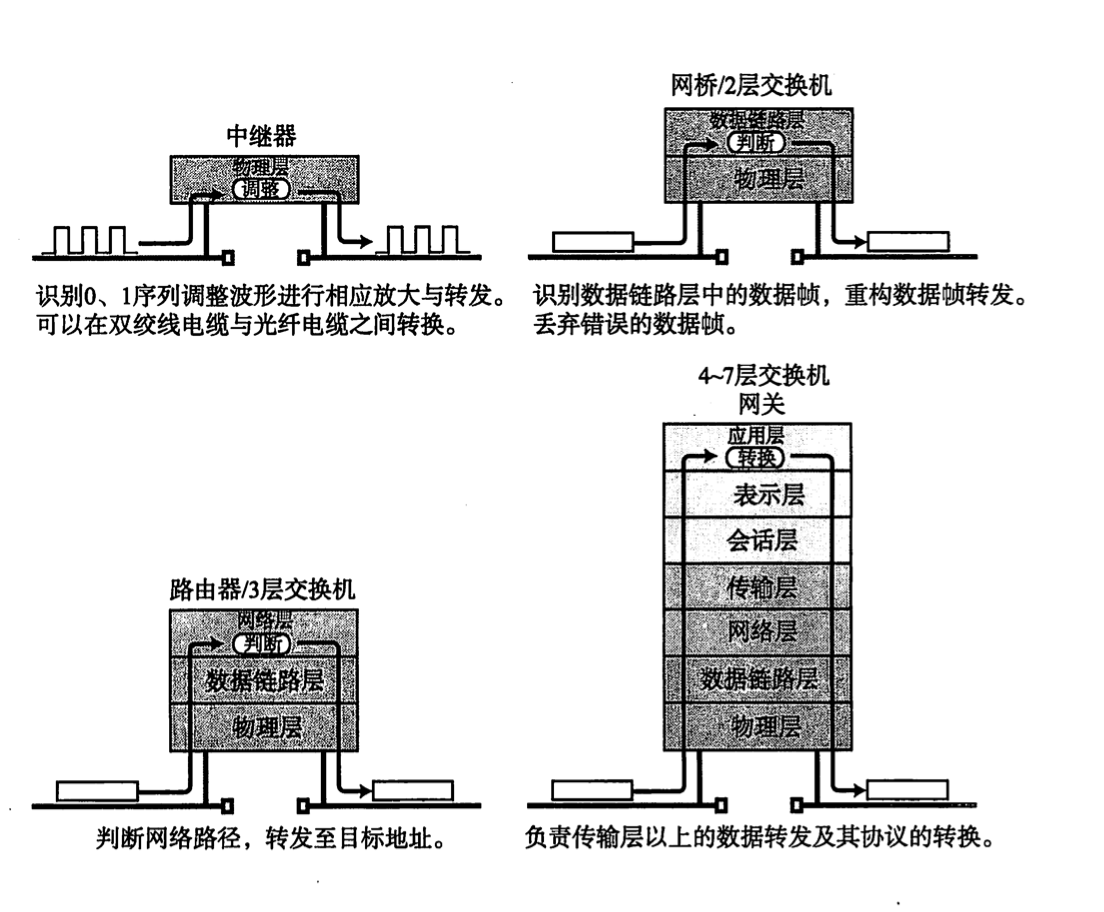 中继器
物理层
调整
识别0、1序列调整波形进行相应放大与转发。
可以在双绞线电缆与光纤电缆之间转换。
网桥/2层交换机
数据链路层
判断
物理层
识别数据链路层中的数据帧，重构数据帧转发。
丢弃错误的数据帧。
路由器/3层交换机
网络层
判断
数据链路层
物理层
判断网络路径，转发至目标地址。
4~7层交换机
网关
应用层
转换
表示层
会话层
传输层
网络层
数据链路层
物理层
负责传输层以上的数据转发及其协议的转换。